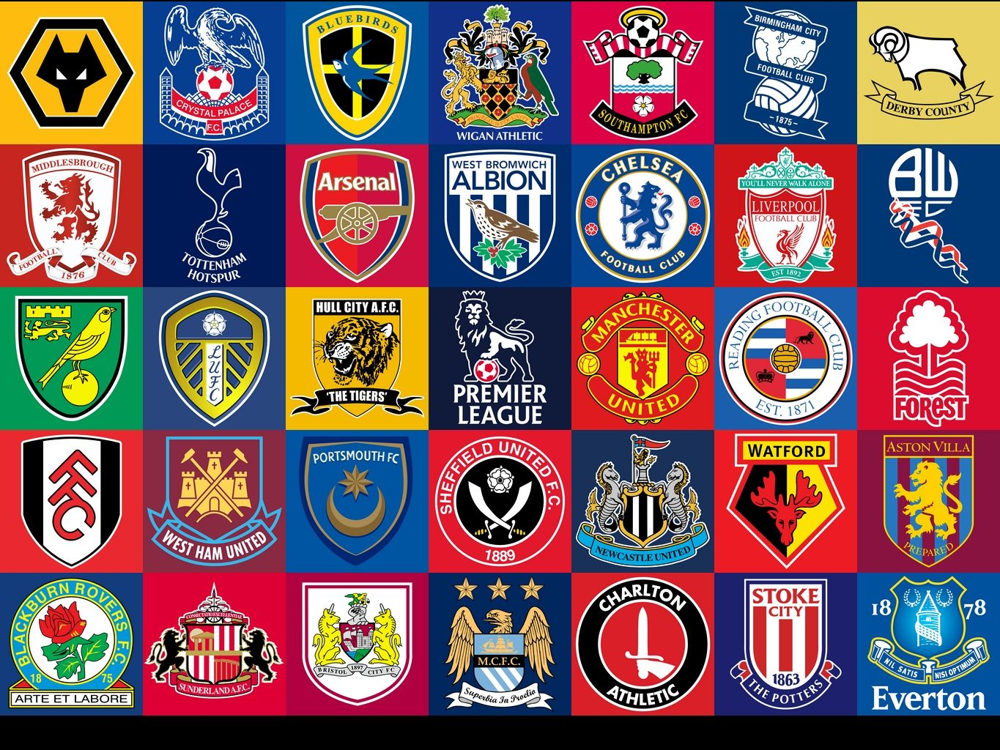 CRYSTAL PALACE
F.C.
BLUEBIRDS
WIGAN ATHLETIC
SOUTHAMPTON FC
BIRMINGHAM CITY
FOOTBALL CLUB
-1875-
DERBY COUNTY
MIDDLESBROUGH
FOOTBALL CLUB
1876
TOTTENHAM
HOTSPUR
Arsenal
WEST BROMWICH
ALBION
CHELSEA
FOOTBALL CLUB
YOU'LL NEVER WALK ALONE
LIVERPOOL
FOOTBALL CLUB
EST 1892
BW
FC
LUFC
HULL CITY A.F.C.
'THE TIGERS'
PREMIER
LEAGUE
MANCHESTER
UNITED
READING FOOTBALL CLUB
EST. 1871
FOREST
FFC
WEST HAM UNITED
PORTSMOUTH FC
SHEFFIELD UNITED F.C.
1889
NEWCASTLE UNITED
WATFORD
ASTON VILLA
PREPARED
BLACKBURN ROVERS F.C.
18 75
ARTE ET LABORE
CONSECTATIO EXCELLENTIAE
SUNDERLAND A.F.C.
BRISTOL 1897 CITY FC
M.C.F.C.
Superbia In Proelio
CHARLTON
ATHLETIC
STOKE
CITY
1863
THE POTTERS
18 78
NIL SATIS NISI OPTIMUM
Everton